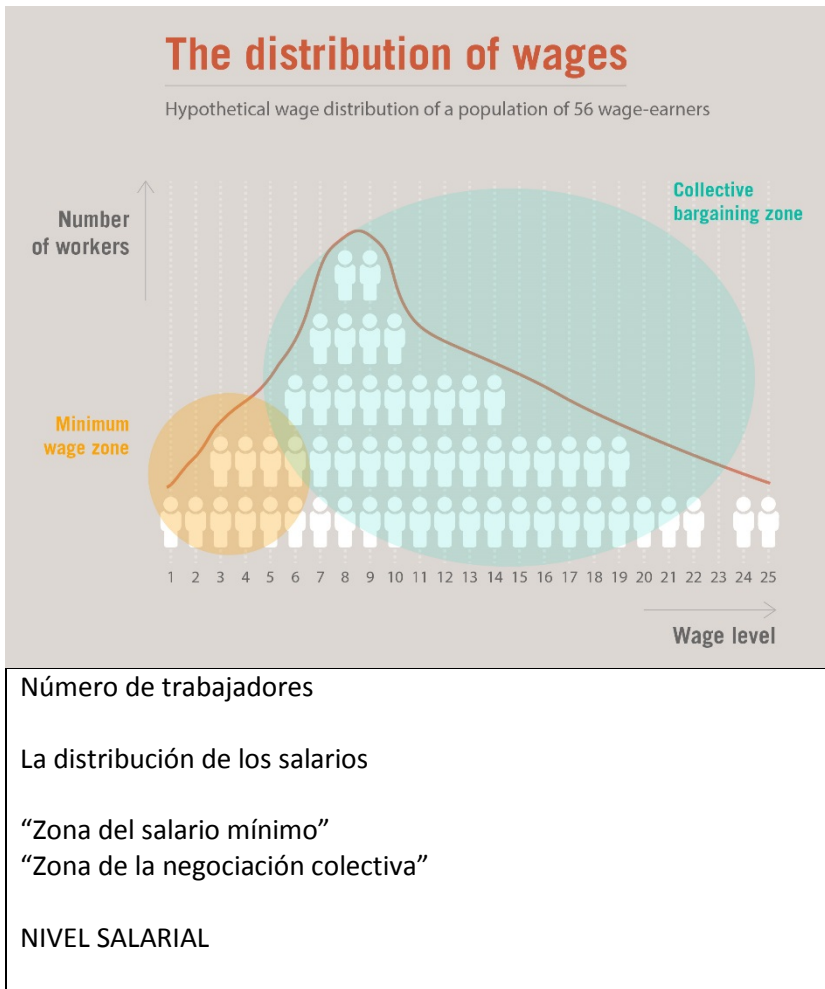 The distribution of wages
Hypothetical wage distribution of a population of 56 wage-earners
Collective
bargaining zone
Number
of workers
Minimum
wage zone
1 2 3 4 5 6 7 8 9 10 11 12 13 14 15 16 17 18 19 20 21 22 23 24 25
Wage level
Número de trabajadores
La distribución de los salarios
“Zona del salario mínimo”
“Zona de la negociación colectiva”
NIVEL SALARIAL